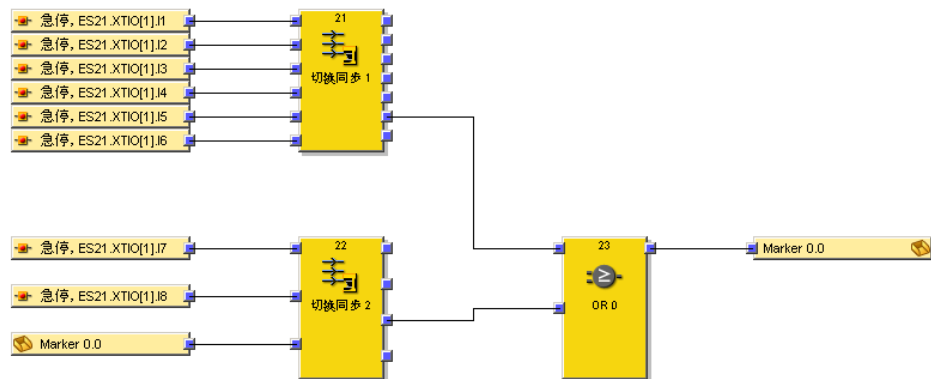 急停, ES21.XTIO[1].I1
急停, ES21.XTIO[1].I2
急停, ES21.XTIO[1].I3
急停, ES21.XTIO[1].I4
急停, ES21.XTIO[1].I5
急停, ES21.XTIO[1].I6
21
切换同步 1
急停, ES21.XTIO[1].I7
急停, ES21.XTIO[1].I8
Marker 0.0
22
切换同步 2
23
≥
OR 0
Marker 0.0